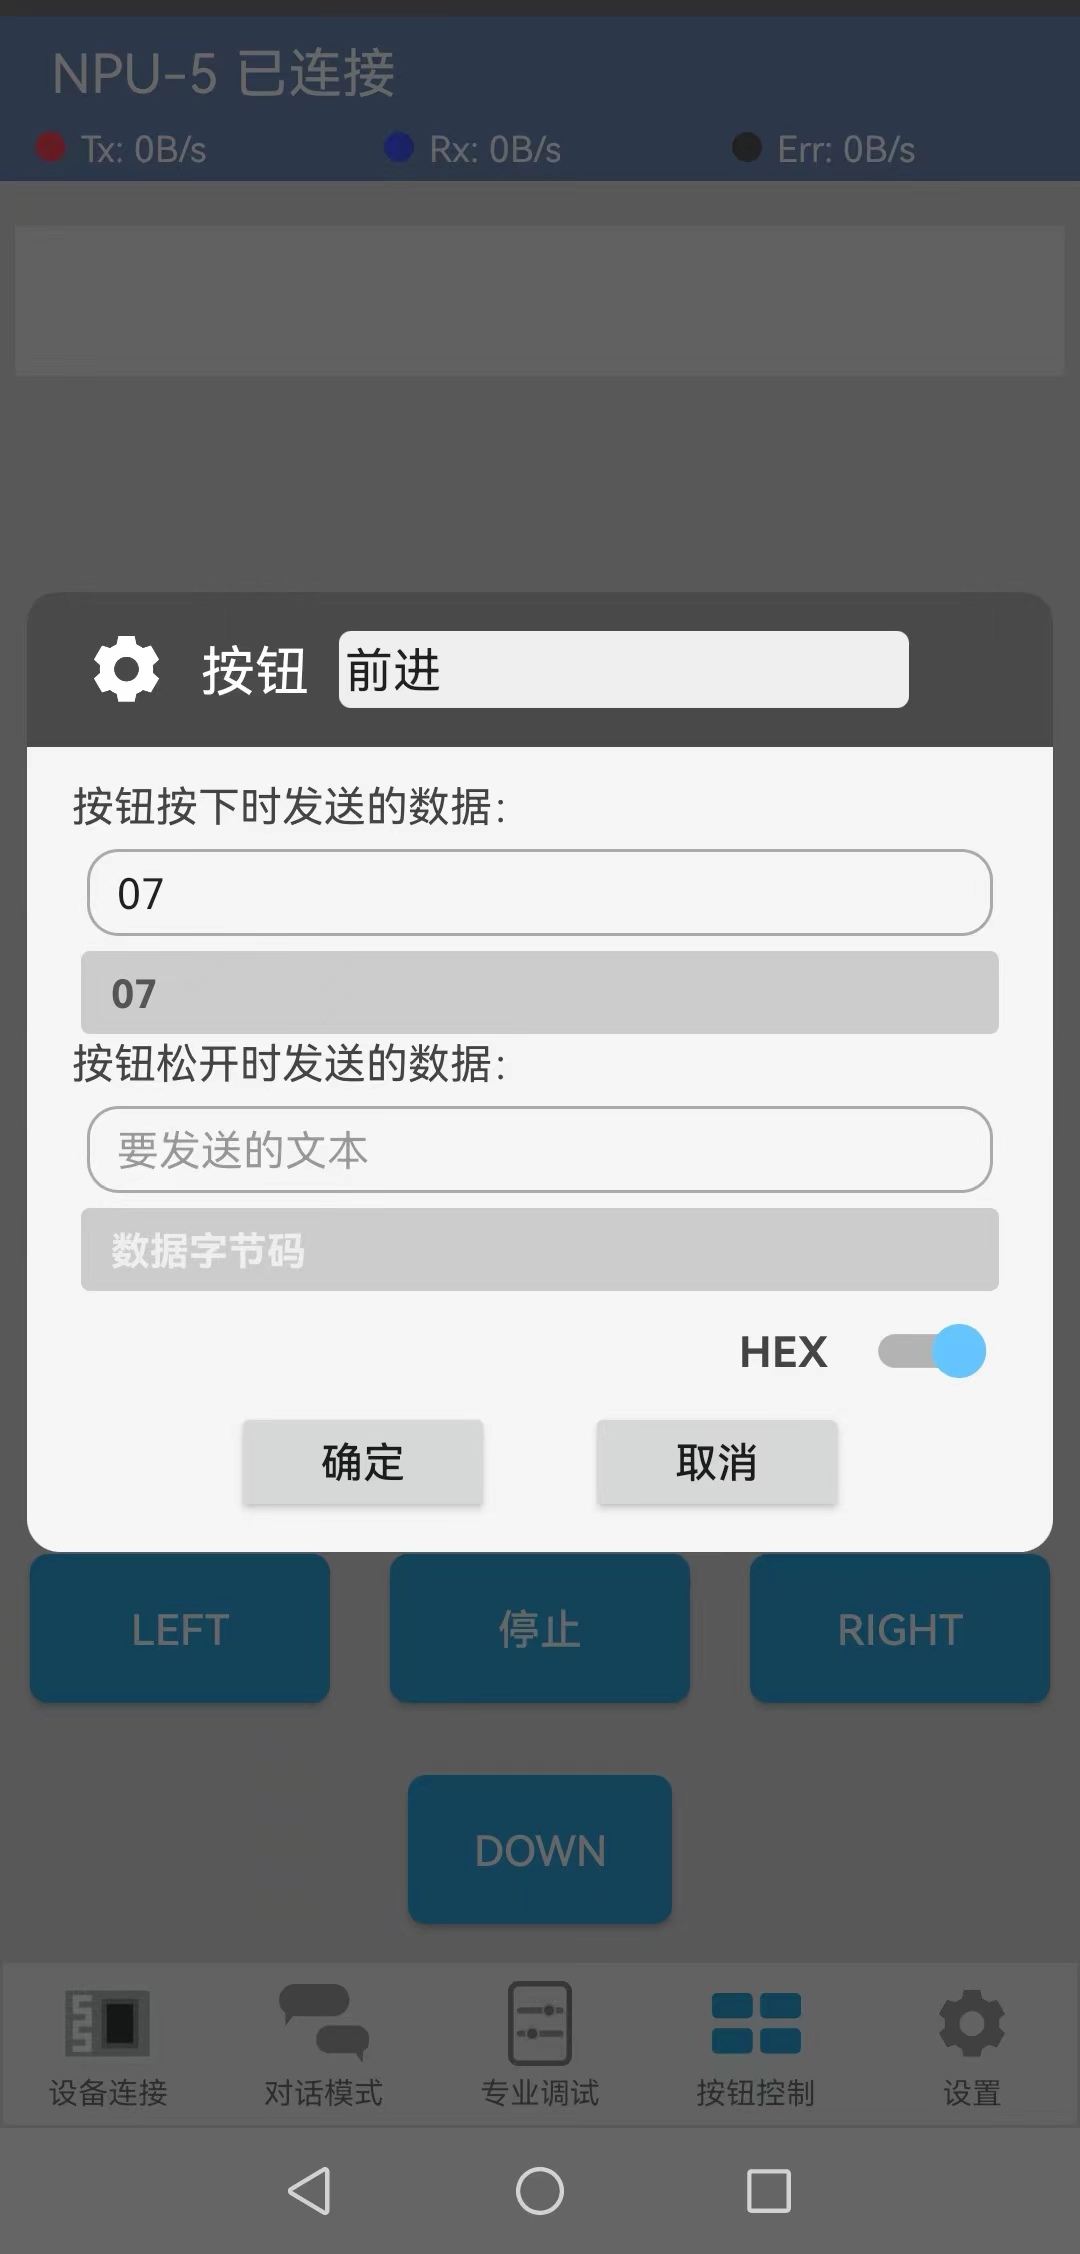 NPU-5 已连接
Tx: 0B/s
Rx: 0B/s
Err: 0B/s
按钮
前进
按钮按下时发送的数据：
07
07
按钮松开时发送的数据：
要发送的文本
数据字节码
HEX
确定
取消
LEFT
停止
RIGHT
DOWN
设备连接
对话模式
专业调试
按钮控制
设置